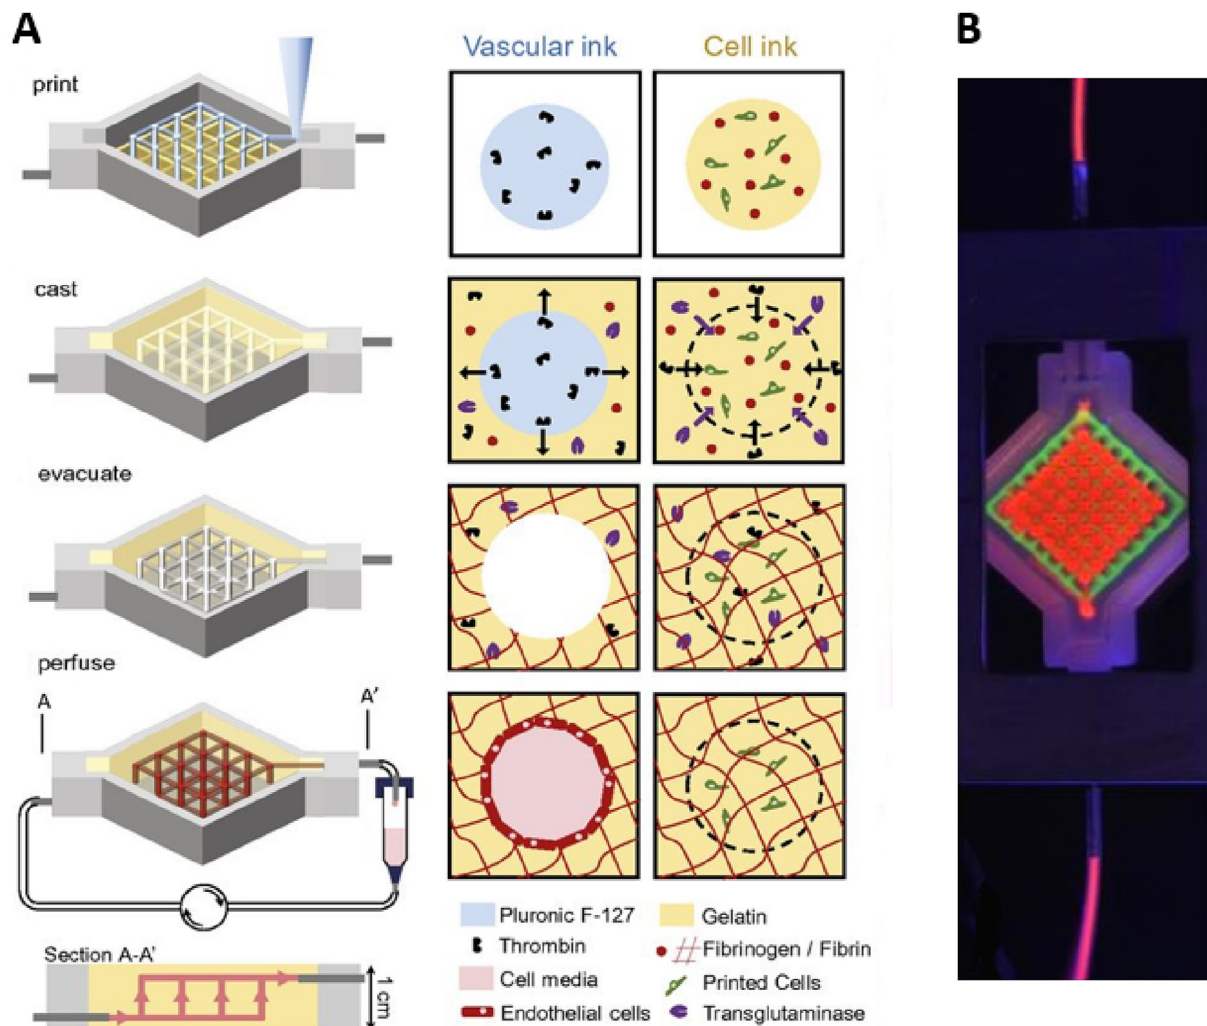 A
B
Vascular ink
Cell ink
print
cast
evacuate
perfuse
A
A'
Pluronic F-127
Gelatin
Thrombin
Fibrinogen / Fibrin
Cell media
Printed Cells
Endothelial cells
Transglutaminase
Section A-A'
1 cm